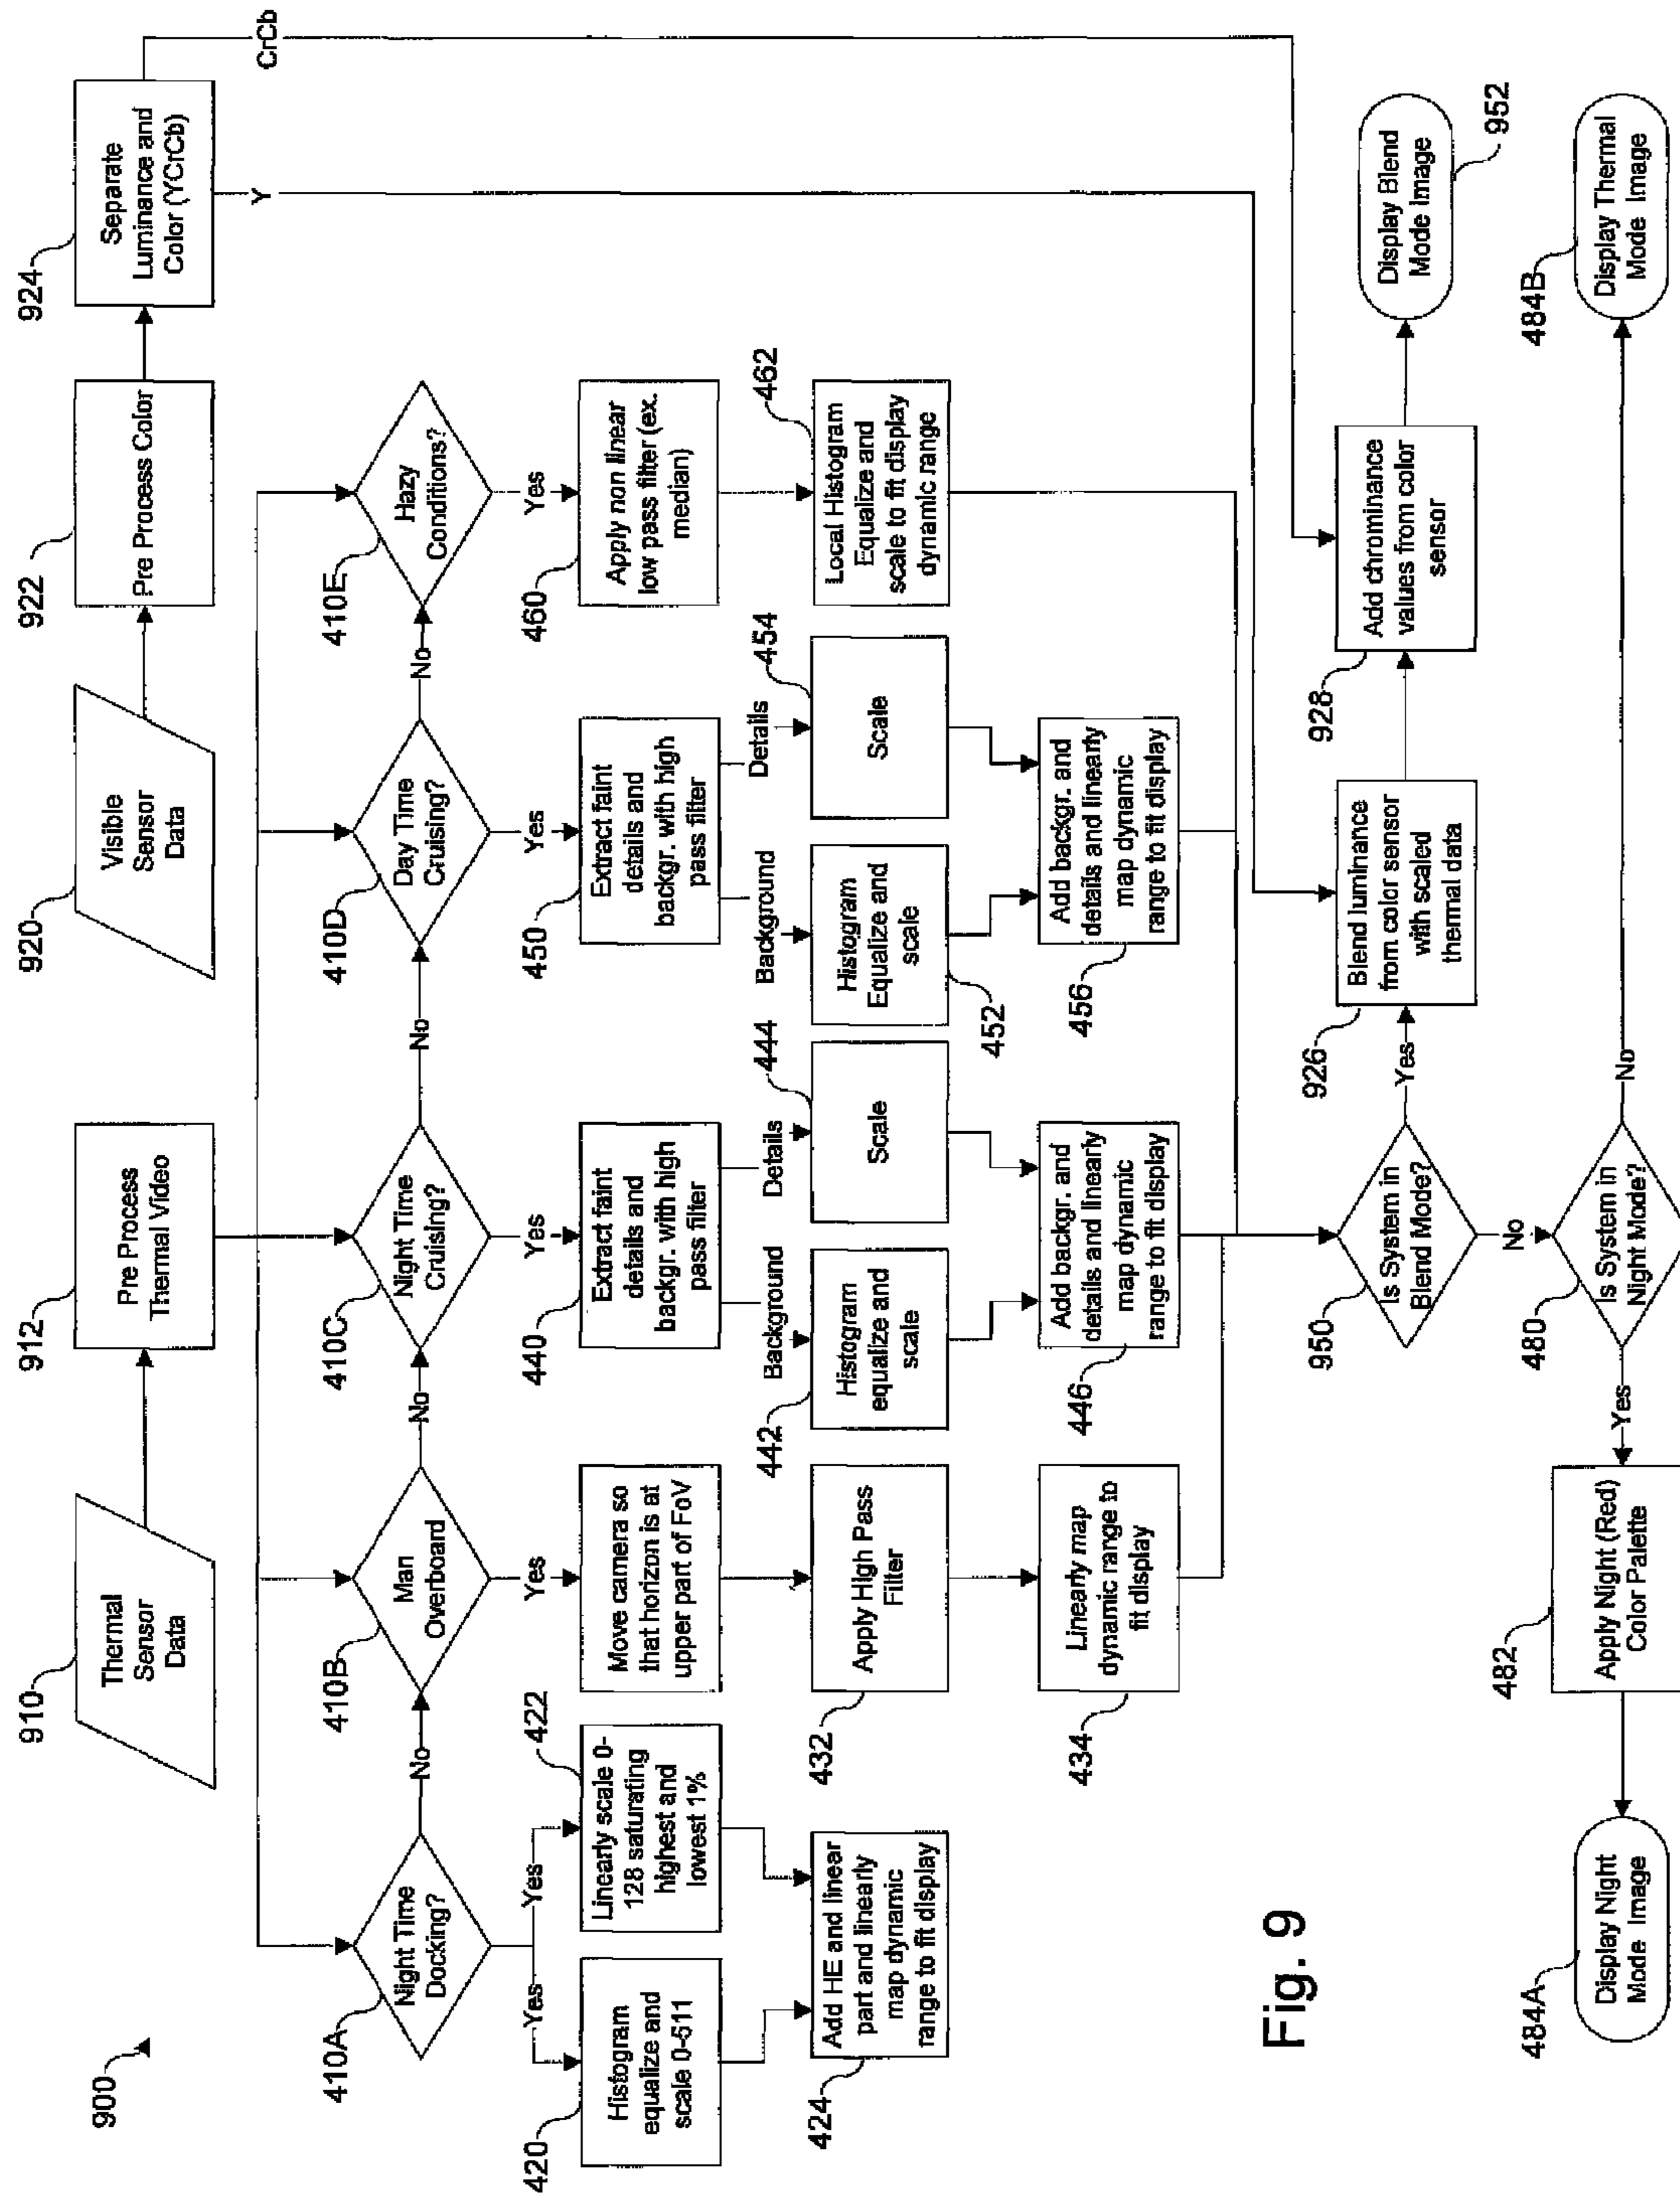 900
910
Thermal
Sensor
Data
912
Pre Process
Thermal Video
920
Visible
Sensor
Data
922
Pre Process Color
924
Separate
Luminance and
Color (YCrCb)
Y
CrCb
410A
Night Time
Docking?
No
410B
Man
Overboard
No
410C
Night Time
Cruising?
No
410D
Day Time
Cruising?
No
410E
Hazy
Conditions?
Yes
Yes
Yes
Yes
Yes
Yes
420
Histogram
equalize and
scale 0-511
422
Linearly scale 0-
128 saturating
highest and
lowest 1%
Move camera so
that horizon is at
upper part of FoV
440
Extract faint
details and
backgr. with high
pass filter
450
Extract faint
details and
backgr. with high
pass filter
460
Apply non linear
low pass filter (ex.
median)
Background
Details
Background
Details
424
Add HE and linear
part and linearly
map dynamic
range to fit display
432
Apply High Pass
Filter
442
Histogram
equalize and
scale
444
Scale
452
Histogram
Equalize and
scale
454
Scale
462
Local Histogram
Equalize and
scale to fit display
dynamic range
434
Linearly map
dynamic range to
fit display
446
Add backgr. and
details and linearly
map dynamic
range to fit display
456
Add backgr. and
details and linearly
map dynamic
range to fit display
950
Is System in
Blend Mode?
Yes
926
Blend luminance
from color sensor
with scaled
thermal data
928
Add chrominance
values from color
sensor
Display Blend
Mode Image
952
No
480
Is System in
Night Mode?
Yes
No
482
Apply Night (Red)
Color Palette
484A
Display Night
Mode Image
484B
Display Thermal
Mode Image
Fig. 9